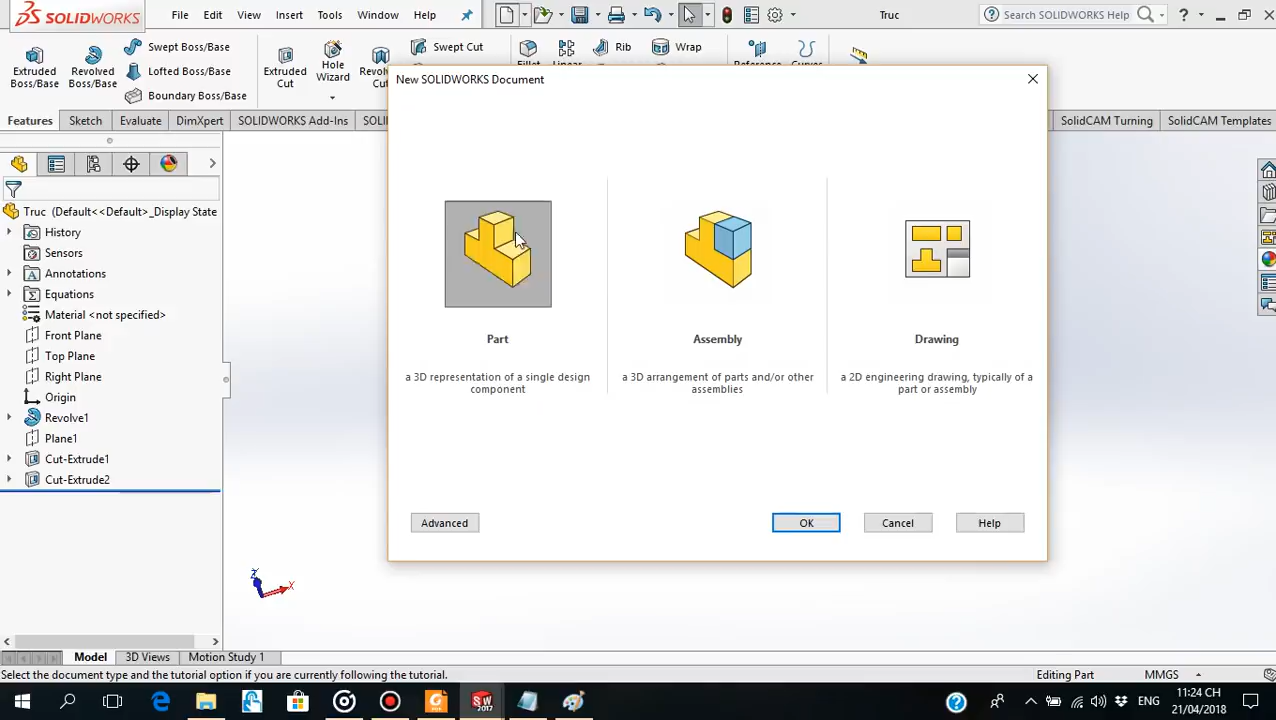 SOLIDWORKS File Edit View Insert Tools Window Help Truc Search SOLIDWORKS Help ?
Extruded Boss/Base
Revolved Boss/Base
Swept Boss/Base
Lofted Boss/Base
Boundary Boss/Base
Extruded Cut
Hole Wizard
Swept Cut
Fillet
Rib
Wrap
Features Sketch Evaluate DimXpert SOLIDWORKS Add-Ins SolidCAM Turning SolidCAM Templates
New SOLIDWORKS Document
Truc (Default<<Default>_Display State
History
Sensors
Annotations
Equations
Material <not specified>
Front Plane
Top Plane
Right Plane
Origin
Revolve1
Plane1
Cut-Extrude1
Cut-Extrude2
Part
a 3D representation of a single design
component
Assembly
a 3D arrangement of parts and/or other
assemblies
Drawing
a 2D engineering drawing, typically of a
part or assembly
Advanced OK Cancel Help
Z
X
Model 3D Views Motion Study 1
Select the document type and the tutorial option if you are currently following the tutorial. Editing Part MMGS
SW
2017
ENG
11:24 CH
21/04/2018